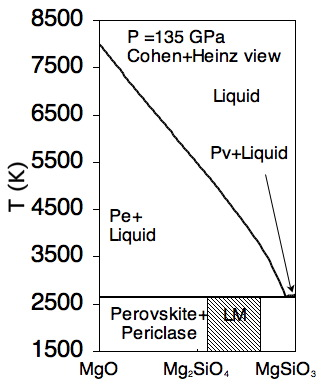 8500
P =135 GPa
Cohen+Heinz view
7500
Liquid
6500
Pv+Liquid
5500
T (K)
4500
Pe+
Liquid
3500
2500
Perovskite+
Periclase
LM
1500
MgO
Mg₂SiO₄
MgSiO₃